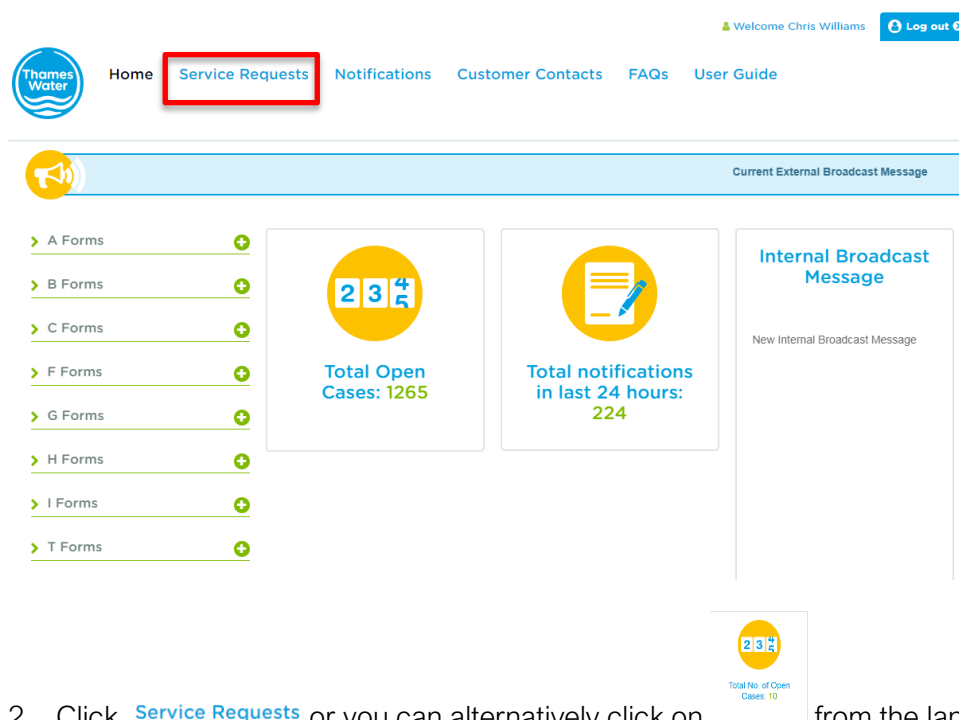 Welcome Chris Williams
Log out
Thames Water
Home Service Requests Notifications Customer Contacts FAQs User Guide
Current External Broadcast Message
A Forms
B Forms
C Forms
F Forms
G Forms
H Forms
I Forms
T Forms
2 3 4 5
Total Open
Cases: 1265
Total notifications
in last 24 hours:
224
Internal Broadcast
Message
New Internal Broadcast Message
2 3 4 5
Total No. of Open
Cases: 10
2. Click Service Requests or you can alternatively click on from the